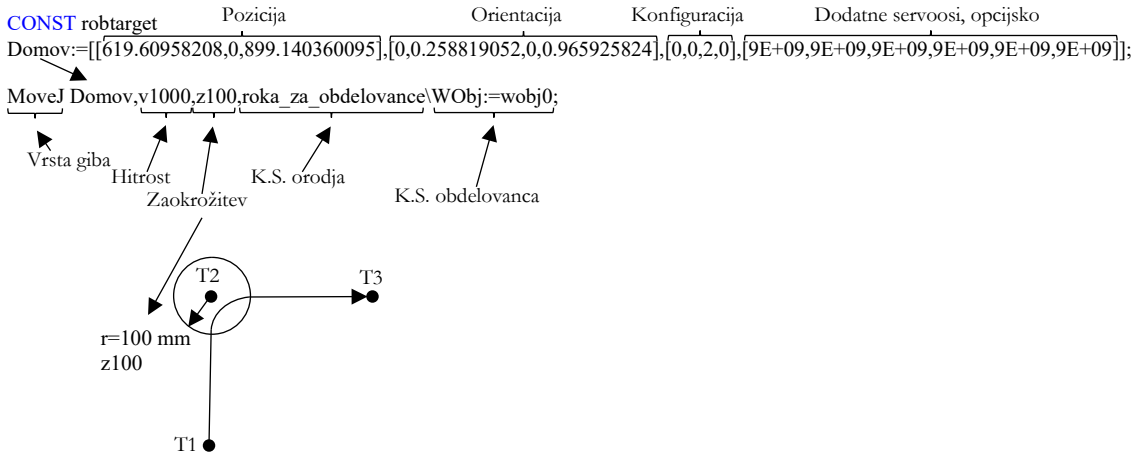 Pozicija Orientacija Konfiguracija Dodatne servoosi, opcijsko
CONST robtarget
Domov:=[[619.60958208,0,899.140360095],[0,0.258819052,0,0.965925824],[0,0,2,0],[9E+09,9E+09,9E+09,9E+09,9E+09,9E+09]];
MoveJ Domov,v1000,z100,roka_za_obdelovance\WObj:=wobj0;
Vrsta giba
Hitrost K.S. orodja
Zaokrožitev K.S. obdelovanca
T2 T3
r=100 mm
z100
T1